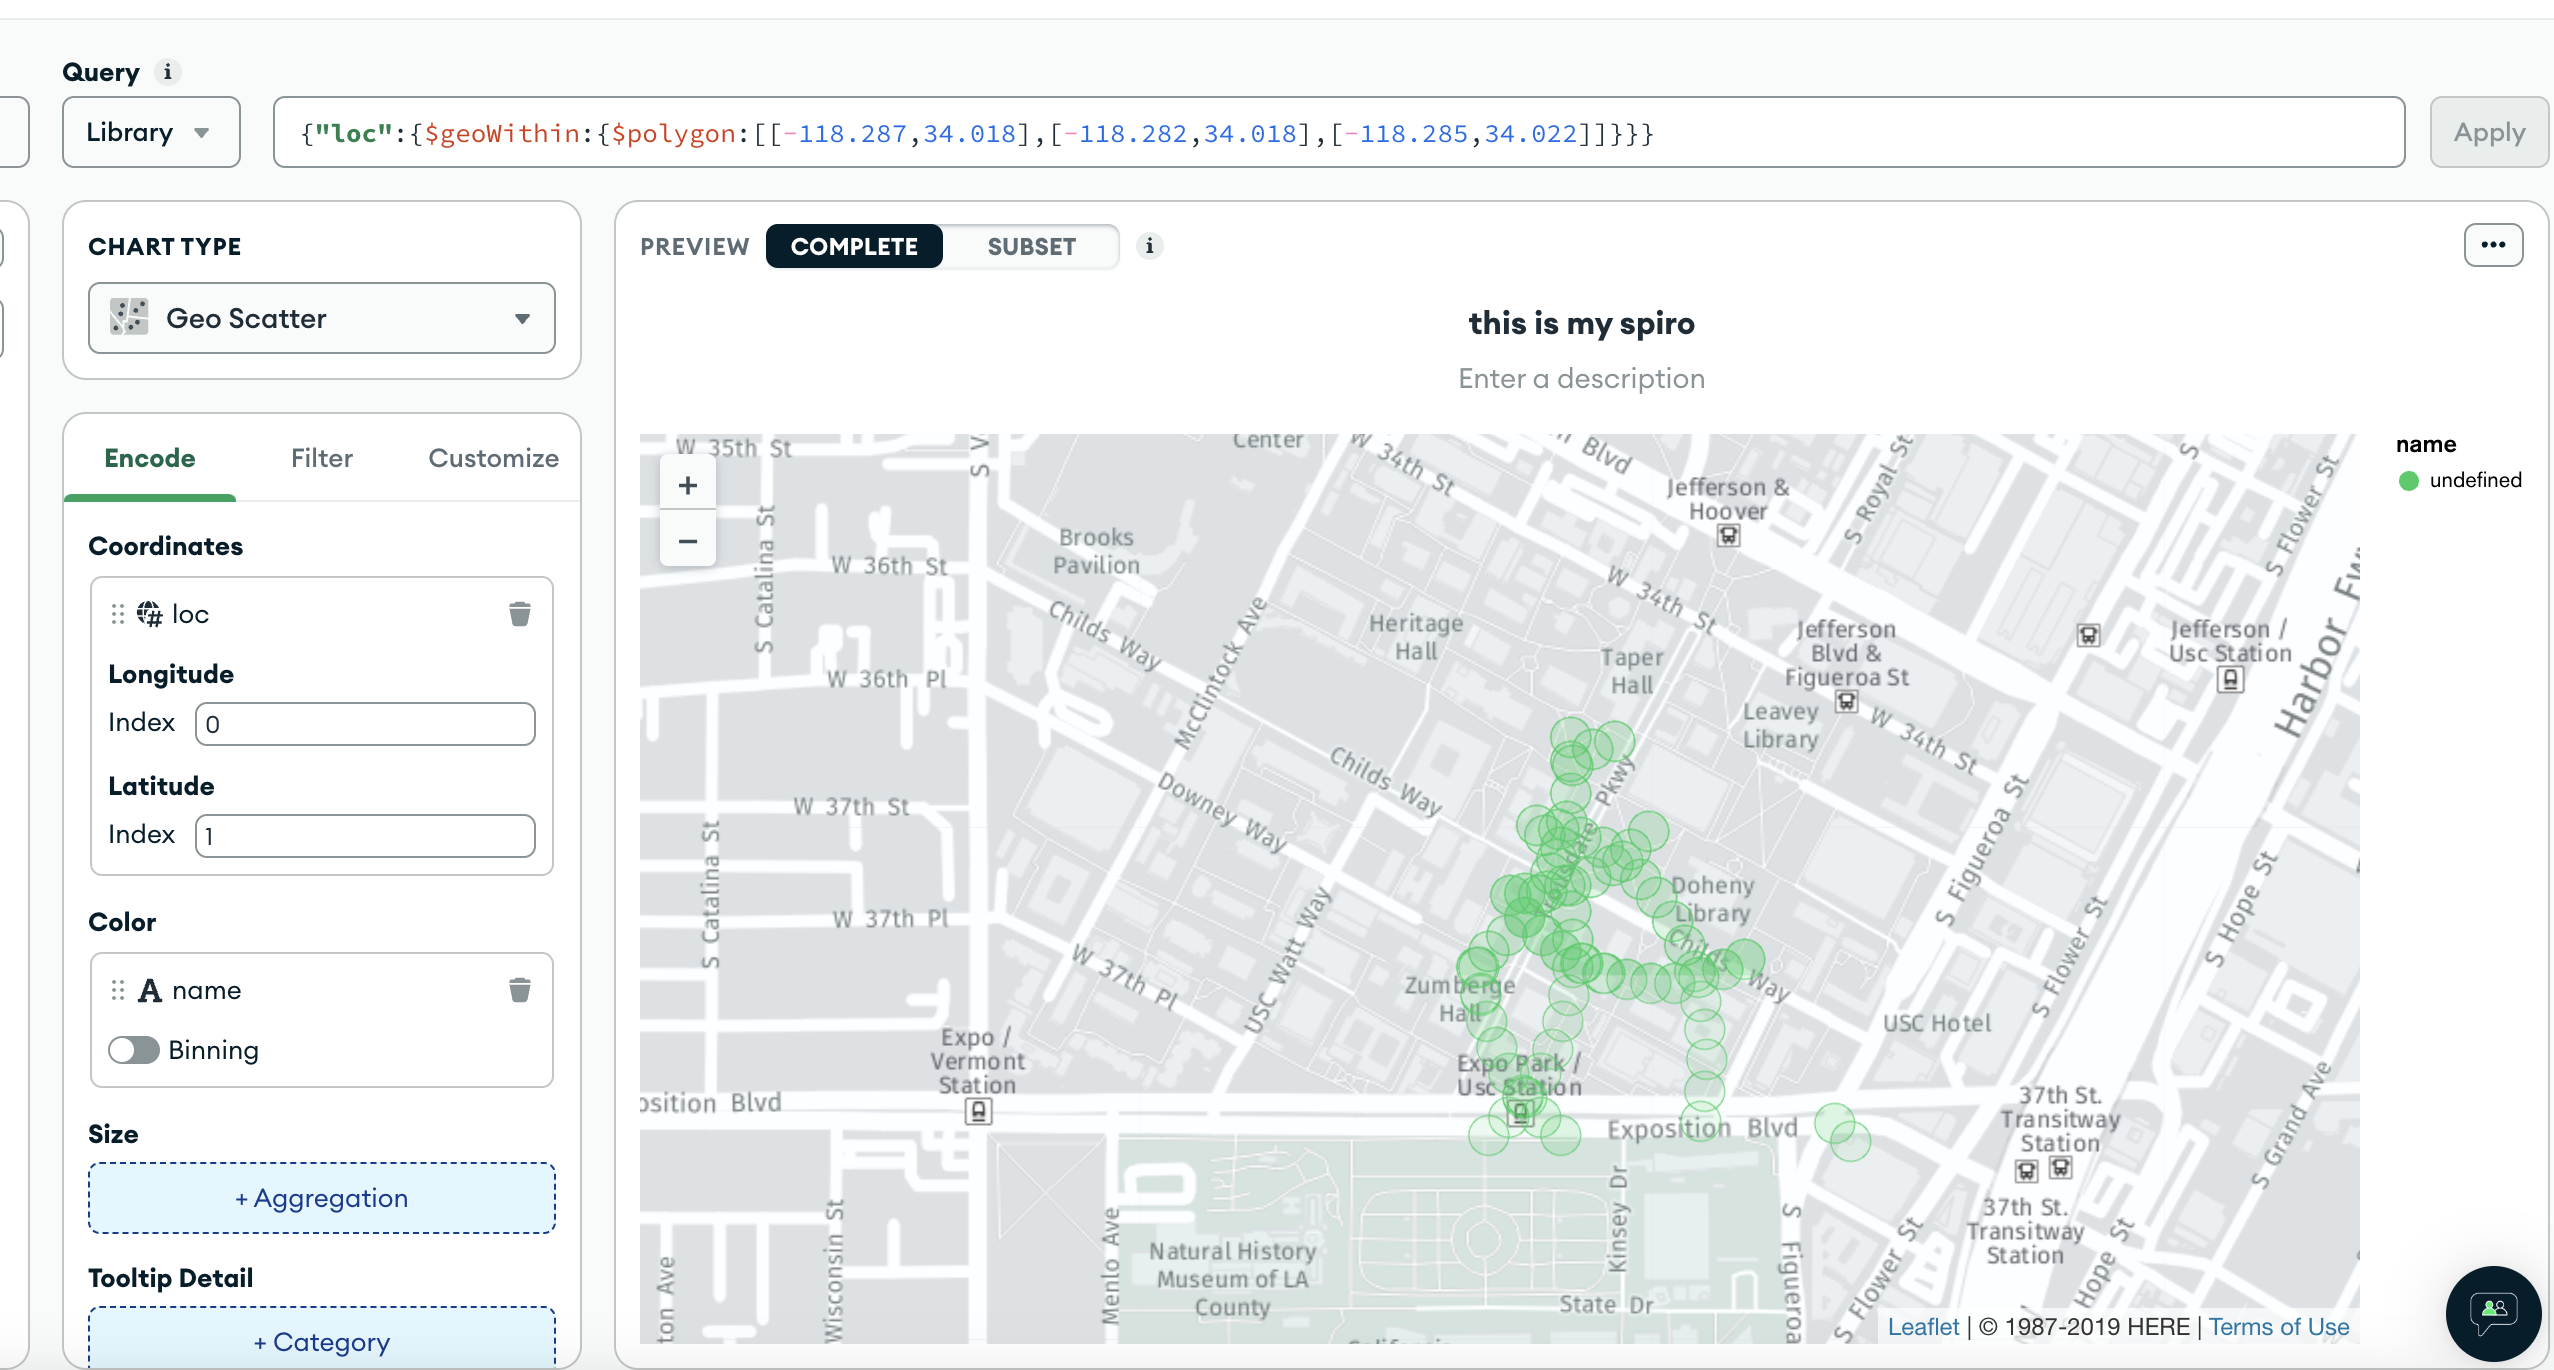 Query i
Library
{"loc":{$geoWithin:{$polygon:[[-118.287,34.018],[-118.282,34.018],[-118.285,34.022]]}}}
Apply
CHART TYPE
Geo Scatter
Encode
Filter
Customize
Coordinates
loc
Longitude
Index 0
Latitude
Index 1
Color
A name
Binning
Size
+ Aggregation
Tooltip Detail
+ Category
PREVIEW COMPLETE SUBSET i
this is my spiro
Enter a description
name
undefined
+
−
W 35th St
S V
Center
W 34th St
n Blvd
Jefferson &
Hoover
S Royal St
S
S Flower St
Harbor Fw
S Catalina St
W 36th St
Brooks
Pavilion
Childs Way
McClintock Ave
Heritage
Hall
W 34th St
Taper
Hall
Jefferson
Blvd &
Figueroa St
Jefferson /
Usc Station
W 36th Pl
Leavey
Library
W 34th St
Childs Way
Pkwy
Downey Way
W 37th St
S Catalina St
W 37th Pl
S Figueroa St
Doheny
Library
Childs Way
S Flower St
S Hope St
W 37th Pl
USC Watt Way
Zumberge
Hall
USC Hotel
Expo /
Vermont
Station
Expo Park /
Usc Station
osition Blvd
Exposition Blvd
37th St.
Transitway
Station
S Grand Ave
37th St.
Transitway
Station
Natural History
Museum of LA
County
Kinsey Dr
State Dr
S Figueroa
S Flower St
Hope St
Menlo Ave
Wisconsin St
ton Ave
Leaflet | © 1987-2019 HERE | Terms of Use